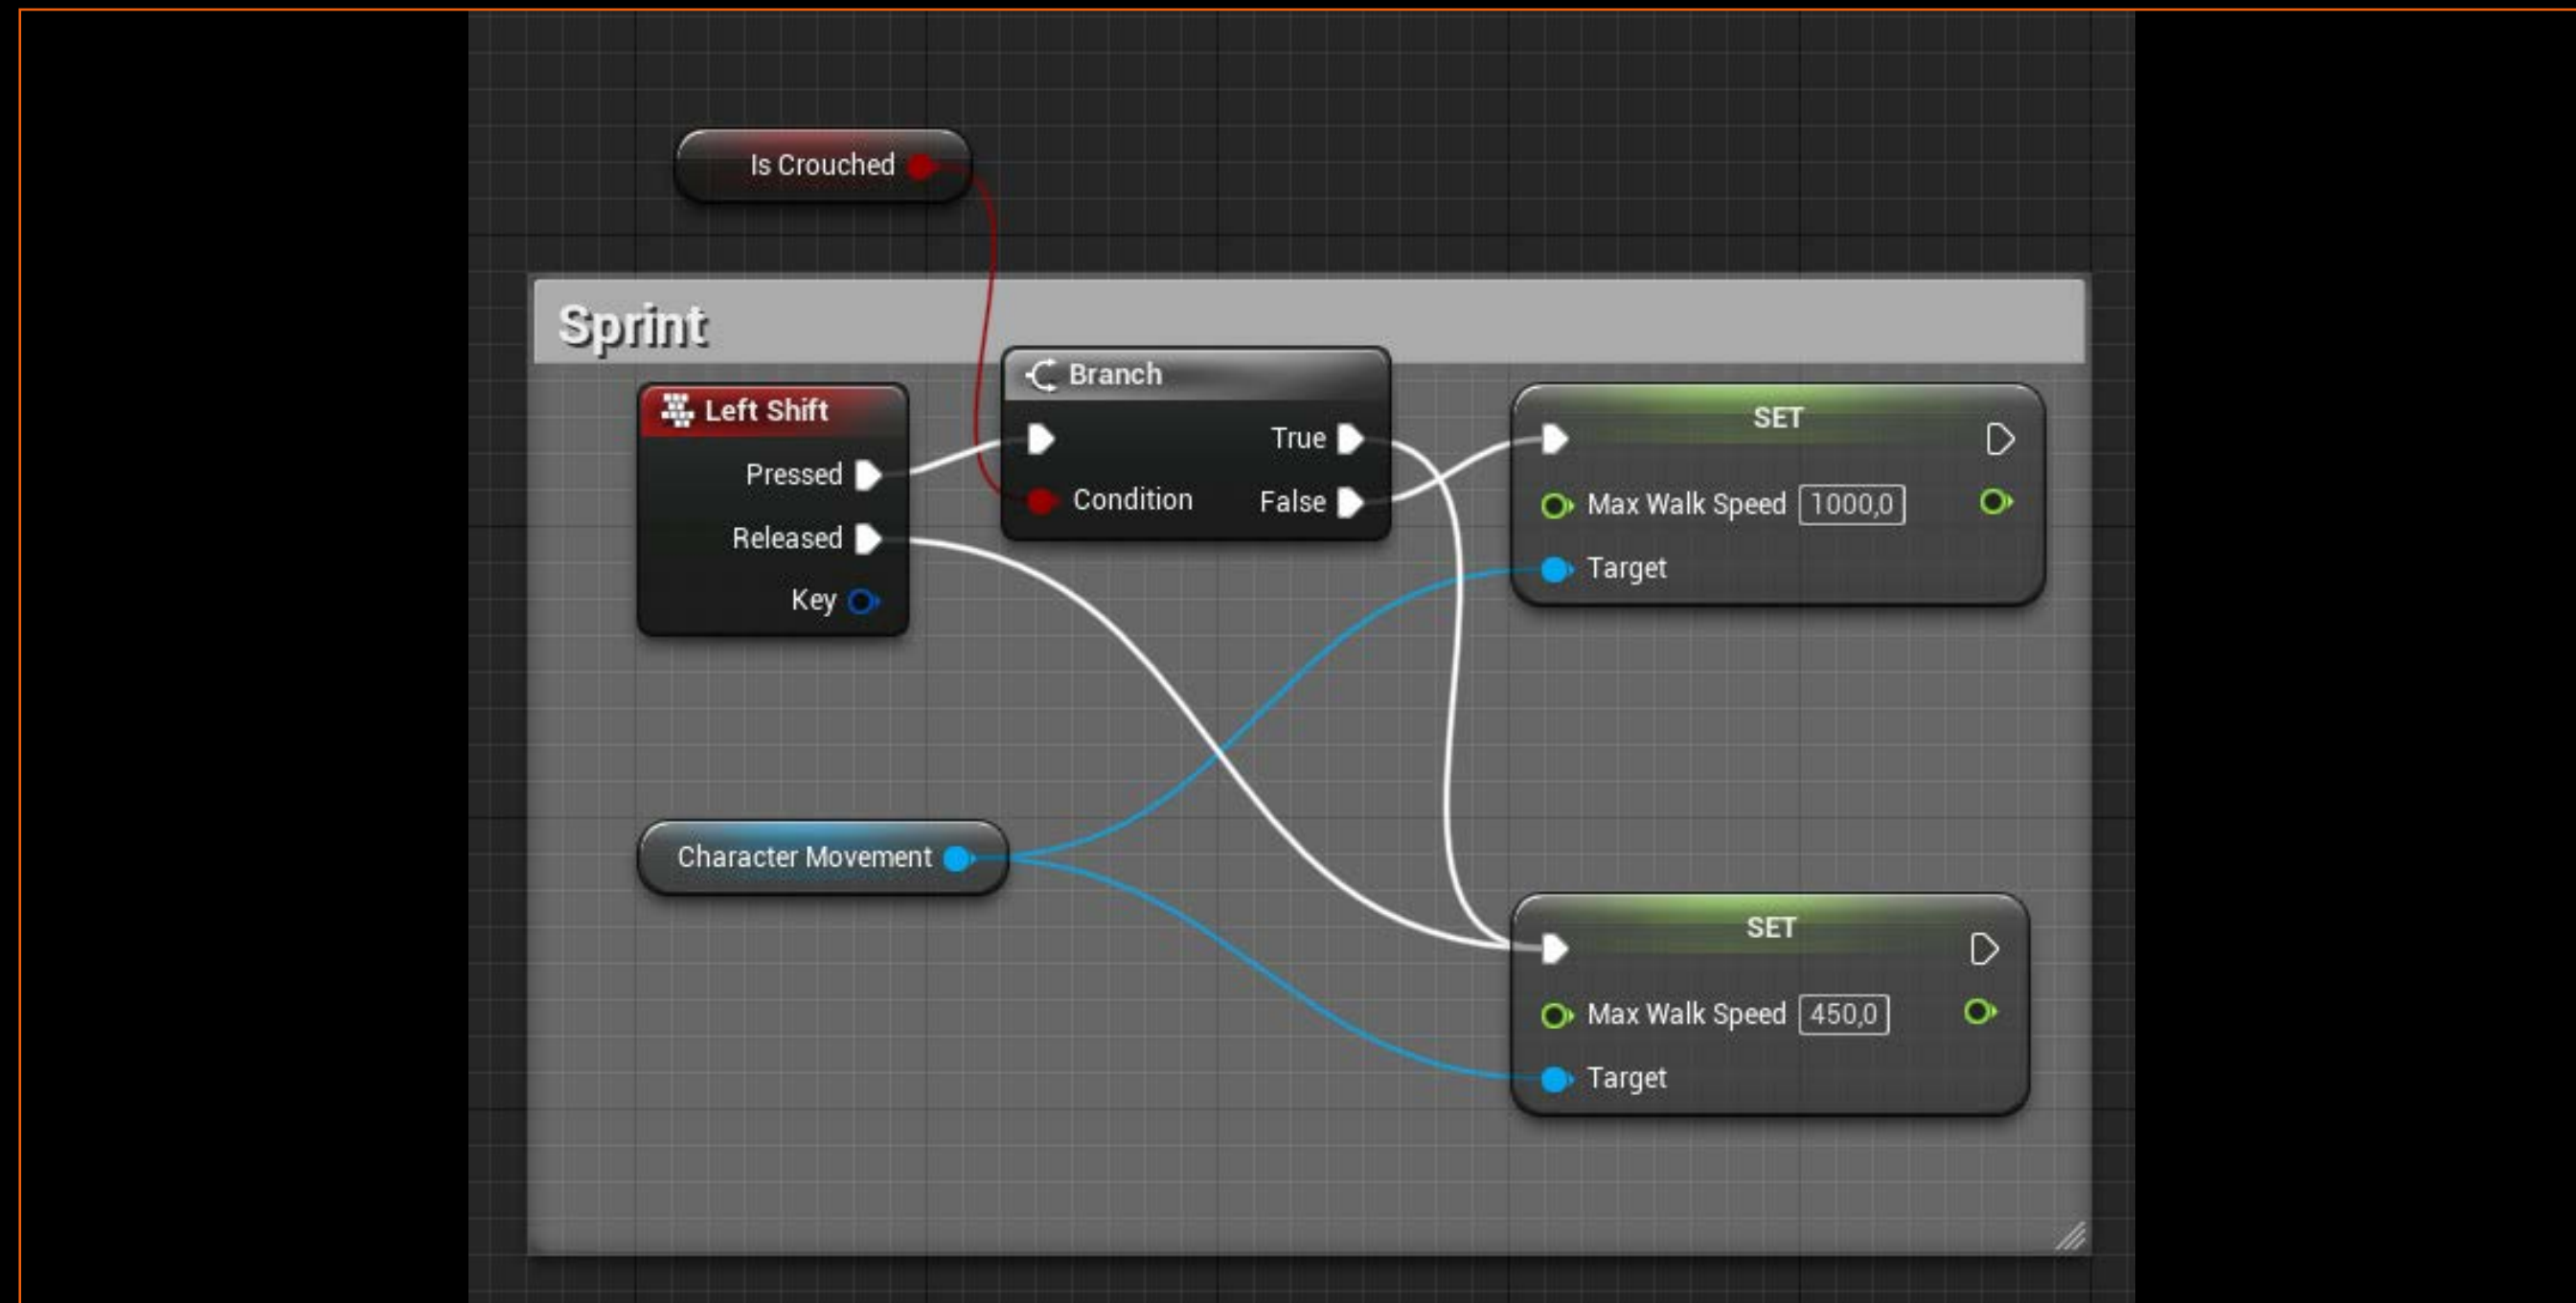 Is Crouched
Sprint
Left Shift
Pressed
Released
Key
Branch
True
Condition
False
SET
Max Walk Speed 1000,0
Target
Character Movement
SET
Max Walk Speed 450,0
Target